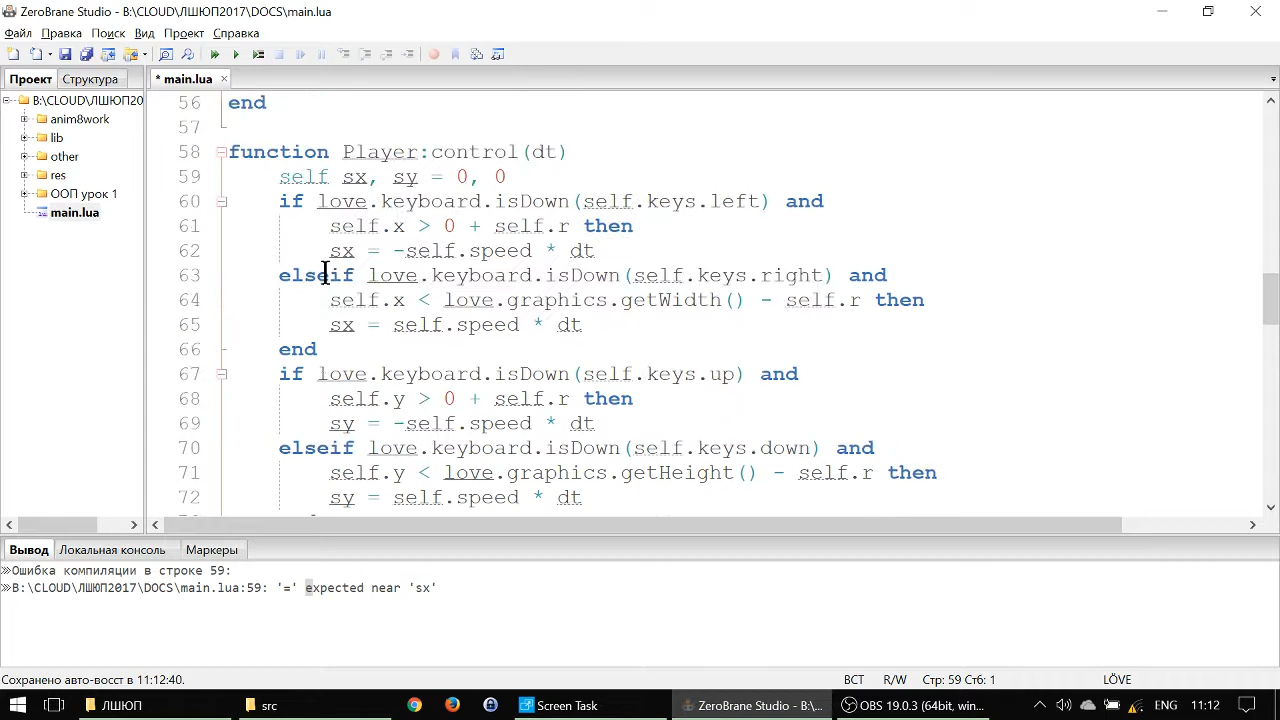 ZeroBrane Studio - B:\CLOUD\ЛШЮП2017\DOCS\main.lua
Файл Правка Поиск Вид Проект Справка
Проект Структура
* main.lua
B:\CLOUD\ЛШЮП20
anim8work
lib
other
res
ООП урок 1
main.lua
56 end
57
58 function Player:control(dt)
59 self sx, sy = 0, 0
60 if love.keyboard.isDown(self.keys.left) and
61 self.x > 0 + self.r then
62 sx = -self.speed * dt
63 elseif love.keyboard.isDown(self.keys.right) and
64 self.x < love.graphics.getWidth() - self.r then
65 sx = self.speed * dt
66 end
67 if love.keyboard.isDown(self.keys.up) and
68 self.y > 0 + self.r then
69 sy = -self.speed * dt
70 elseif love.keyboard.isDown(self.keys.down) and
71 self.y < love.graphics.getHeight() - self.r then
72 sy = self.speed * dt
Вывод Локальная консоль Маркеры
Ошибка компиляции в строке 59:
B:\CLOUD\ЛШЮП2017\DOCS\main.lua:59: '=' expected near 'sx'
Сохранено авто-восст в 11:12:40. ВСТ R/W Стр: 59 Стб: 1 LÖVE
ЛШЮП src Screen Task ZeroBrane Studio - B:\... OBS 19.0.3 (64bit, win... ENG 11:12